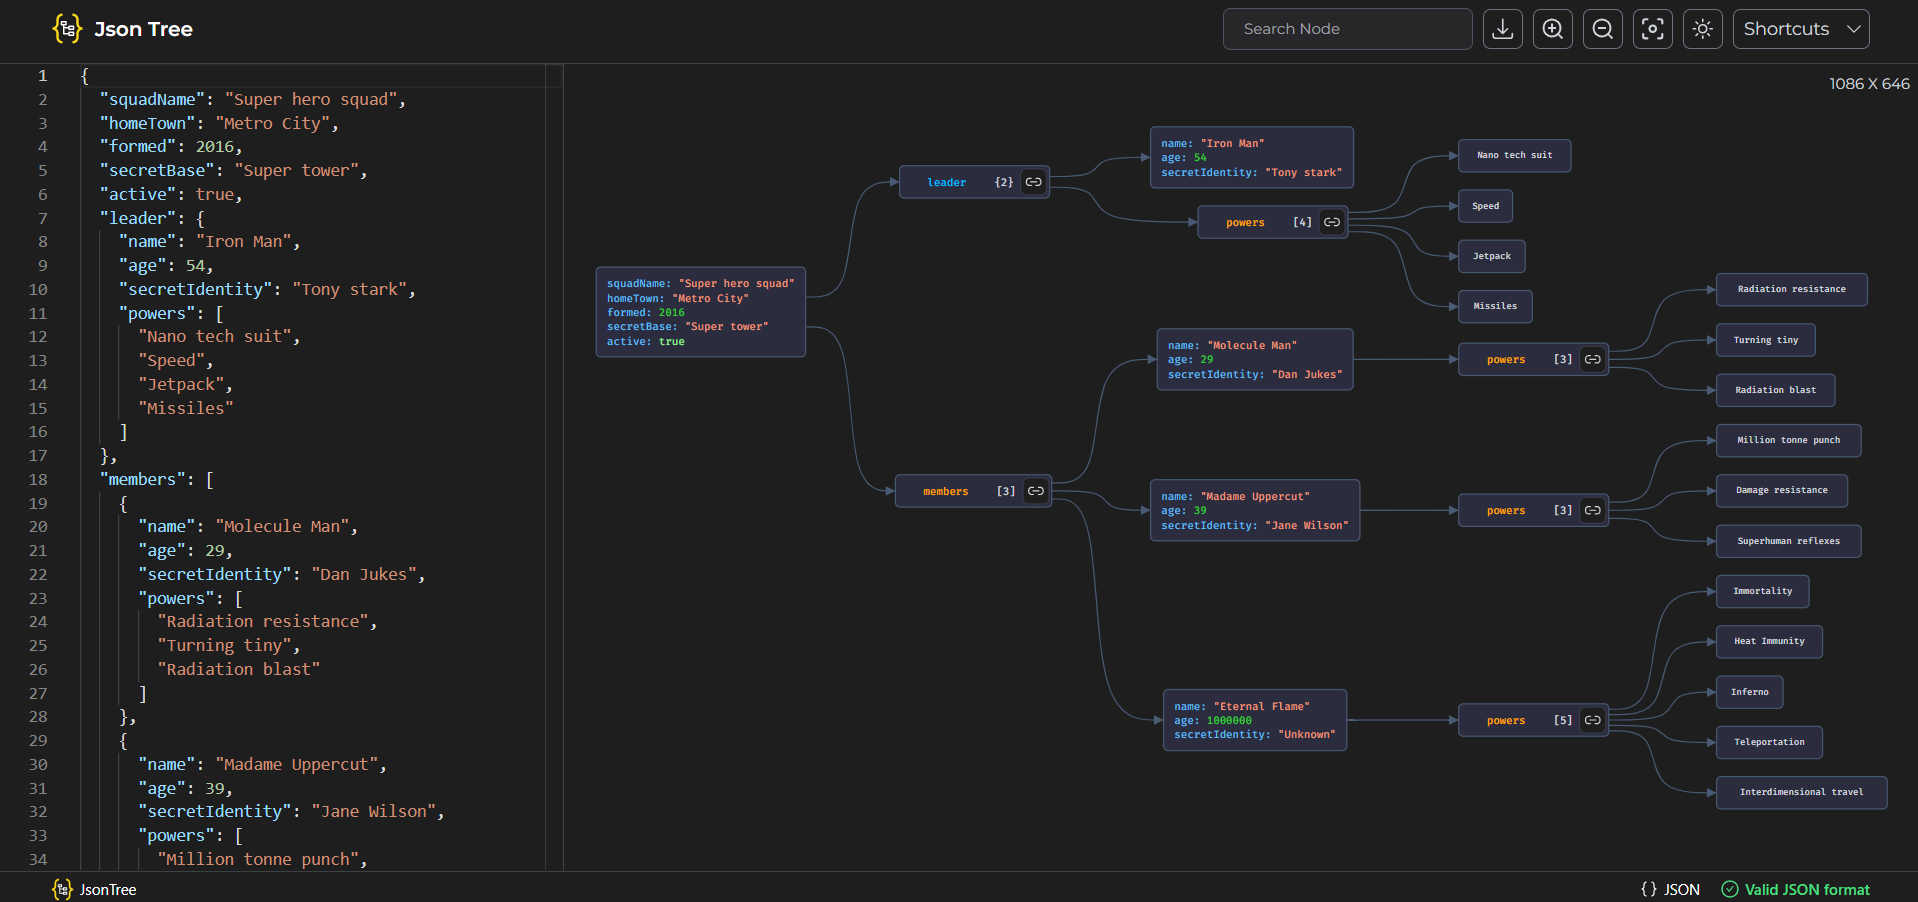 Json Tree
Search Node
Shortcuts
1086 X 646
1 {
2 "squadName": "Super hero squad",
3 "homeTown": "Metro City",
4 "formed": 2016,
5 "secretBase": "Super tower",
6 "active": true,
7 "leader": {
8 "name": "Iron Man",
9 "age": 54,
10 "secretIdentity": "Tony stark",
11 "powers": [
12 "Nano tech suit",
13 "Speed",
14 "Jetpack",
15 "Missiles"
16 ]
17 },
18 "members": [
19 {
20 "name": "Molecule Man",
21 "age": 29,
22 "secretIdentity": "Dan Jukes",
23 "powers": [
24 "Radiation resistance",
25 "Turning tiny",
26 "Radiation blast"
27 ]
28 },
29 {
30 "name": "Madame Uppercut",
31 "age": 39,
32 "secretIdentity": "Jane Wilson",
33 "powers": [
34 "Million tonne punch",
squadName: "Super hero squad"
homeTown: "Metro City"
formed: 2016
secretBase: "Super tower"
active: true
leader {2}
name: "Iron Man"
age: 54
secretIdentity: "Tony stark"
powers [4]
Nano tech suit
Speed
Jetpack
Missiles
members [3]
name: "Molecule Man"
age: 29
secretIdentity: "Dan Jukes"
powers [3]
Radiation resistance
Turning tiny
Radiation blast
name: "Madame Uppercut"
age: 39
secretIdentity: "Jane Wilson"
powers [3]
Million tonne punch
Damage resistance
Superhuman reflexes
name: "Eternal Flame"
age: 1000000
secretIdentity: "Unknown"
powers [5]
Immortality
Heat Immunity
Inferno
Teleportation
Interdimensional travel
JsonTree
{} JSON
Valid JSON format